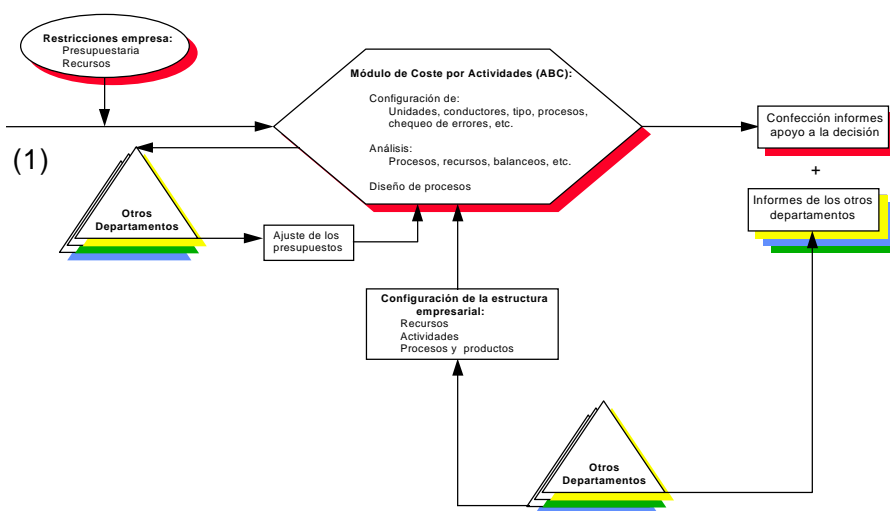 Restricciones empresa:
Presupuestaria
Recursos
Módulo de Coste por Actividades (ABC):
Configuración de:
Unidades, conductores, tipo, procesos,
chequeo de errores, etc.
Análisis:
Procesos, recursos, balanceos, etc.
Diseño de procesos
Confección informes
apoyo a la decisión
(1)
+
Otros
Departamentos
Informes de los otros
departamentos
Ajuste de los
presupuestos
Configuración de la estructura
empresarial:
Recursos
Actividades
Procesos y productos
Otros
Departamentos